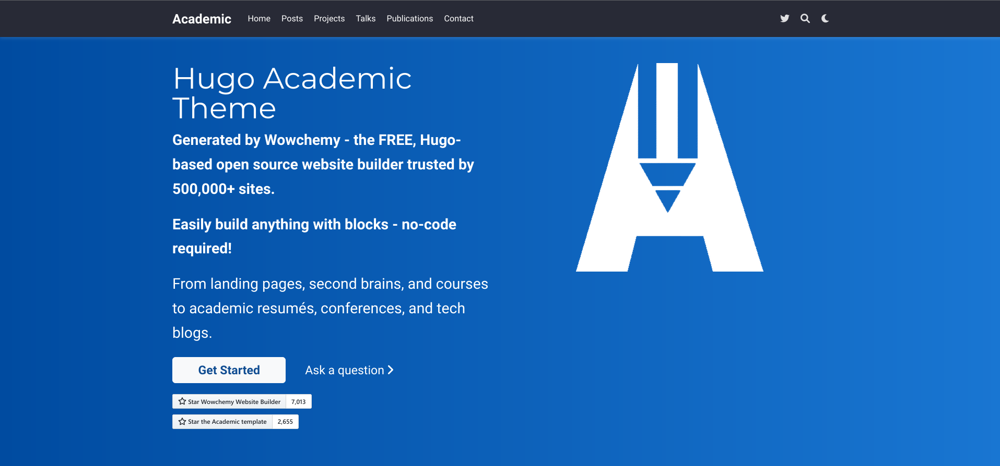 Academic Home Posts Projects Talks Publications Contact
Hugo Academic
Theme
Generated by Wowchemy - the FREE, Hugo-
based open source website builder trusted by
500,000+ sites.
Easily build anything with blocks - no-code
required!
From landing pages, second brains, and courses
to academic resumés, conferences, and tech
blogs.
Get Started Ask a question
Star Wowchemy Website Builder 7,013
Star the Academic template 2,655